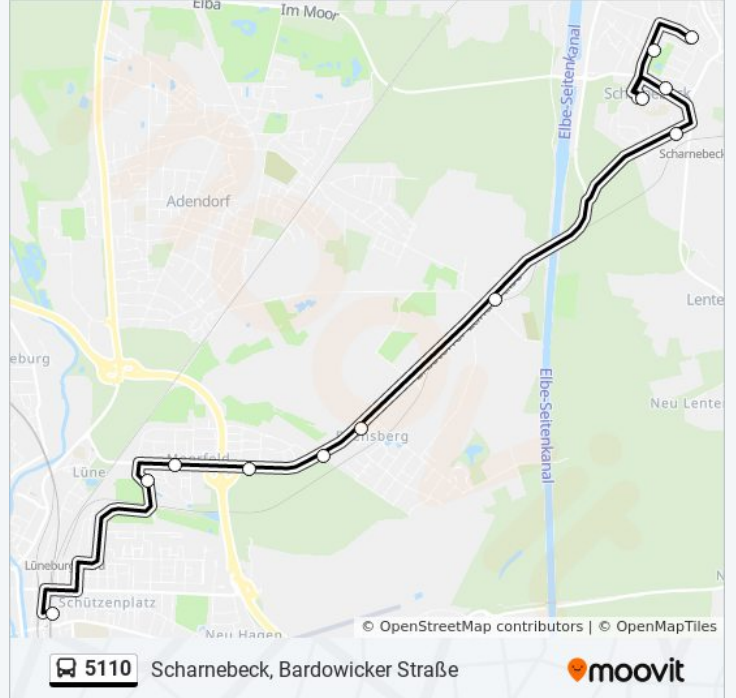 Elba
Im Moor
Elbe-Seitenkanal
Scharnebeck
Adendorf
Lente
eburg
Elbe-Seitenkanal
Neu Lente
Moorfeld
Lüne
Lüneburg
Schützenplatz
Neu Hagen
N
© OpenStreetMap contributors | © OpenMapTiles
5110 Scharnebeck, Bardowicker Straße
moovit